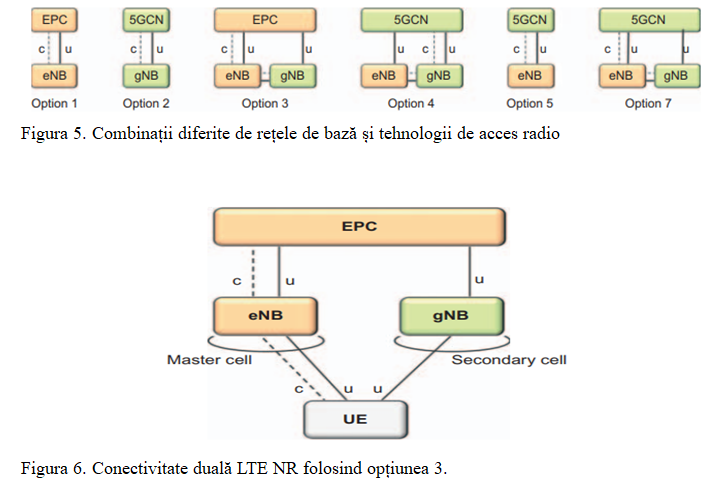 EPC 5GCN EPC 5GCN 5GCN 5GCN
c u c u c u u u c u c u c u u
eNB gNB eNB gNB eNB gNB eNB eNB gNB
Option 1 Option 2 Option 3 Option 4 Option 5 Option 7
Figura 5. Combinații diferite de rețele de bază și tehnologii de acces radio
EPC
c u u
eNB gNB
Master cell Secondary cell
c u u
UE
Figura 6. Conectivitate duală LTE NR folosind opțiunea 3.